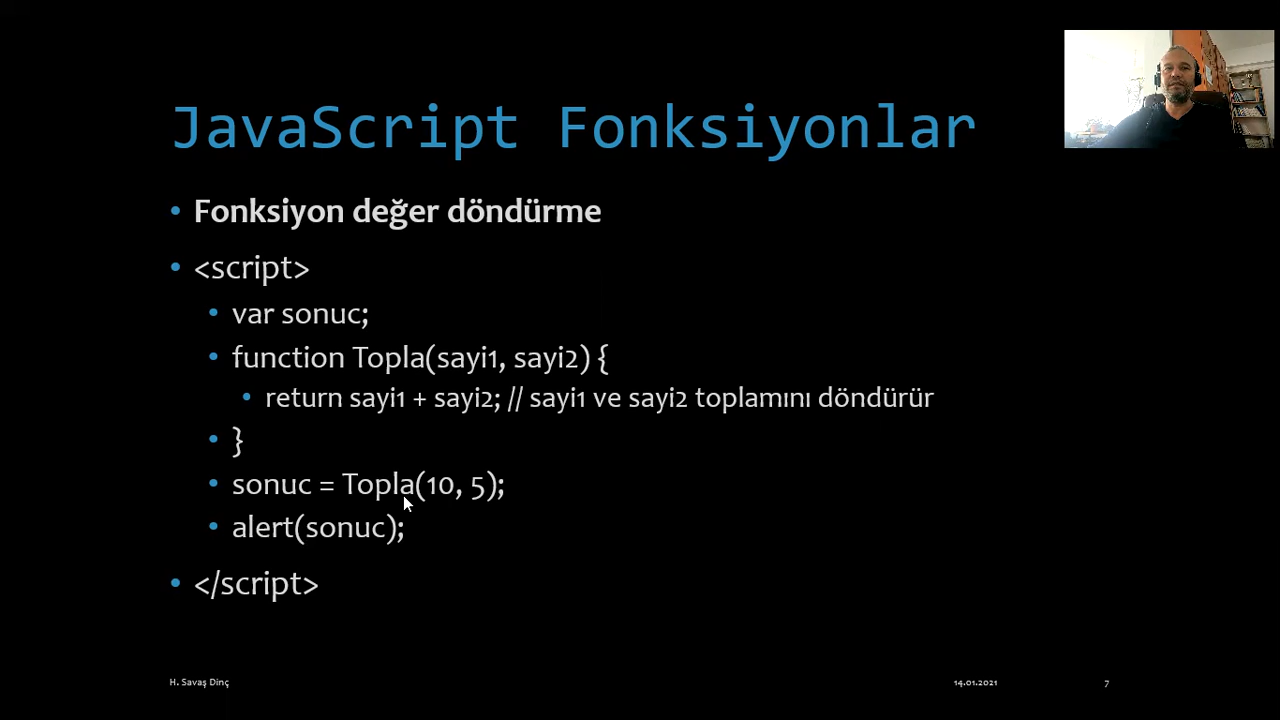 JavaScript Fonksiyonlar
• Fonksiyon değer döndürme
• <script>
• var sonuc;
• function Topla(sayi1, sayi2) {
• return sayi1 + sayi2; // sayi1 ve sayi2 toplamını döndürür
• }
• sonuc = Topla(10, 5);
• alert(sonuc);
• </script>
H. Savaş Dinç
14.01.2021
7